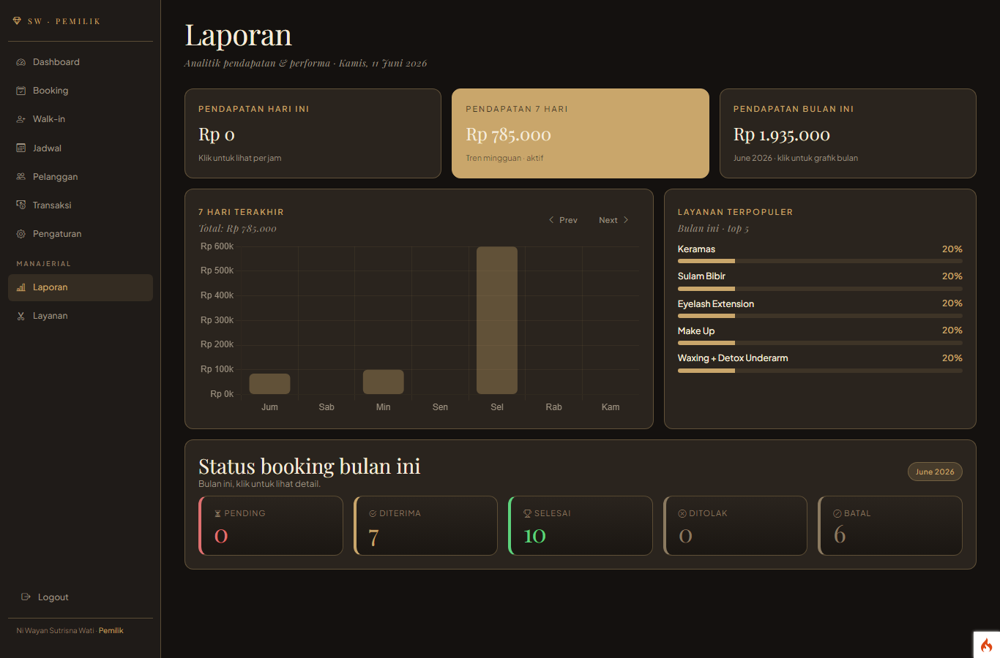 SW · PEMILIK
Dashboard
Booking
Walk-in
Jadwal
Pelanggan
Transaksi
Pengaturan
MANAJERIAL
Laporan
Layanan
Logout
Ni Wayan Sutrisna Wati · Pemilik
Laporan
Analitik pendapatan & performa · Kamis, 11 Juni 2026
PENDAPATAN HARI INI
Rp 0
Klik untuk lihat per jam
PENDAPATAN 7 HARI
Rp 785.000
Tren mingguan · aktif
PENDAPATAN BULAN INI
Rp 1.935.000
June 2026 · klik untuk grafik bulan
7 HARI TERAKHIR
Total: Rp 785.000
Prev
Next
Rp 600k
Rp 500k
Rp 400k
Rp 300k
Rp 200k
Rp 100k
Rp 0k
Jum Sab Min Sen Sel Rab Kam
LAYANAN TERPOPULER
Bulan ini · top 5
Keramas 20%
Sulam Bibir 20%
Eyelash Extension 20%
Make Up 20%
Waxing + Detox Underarm 20%
Status booking bulan ini
Bulan ini, klik untuk lihat detail.
June 2026
PENDING
0
DITERIMA
7
SELESAI
10
DITOLAK
0
BATAL
6